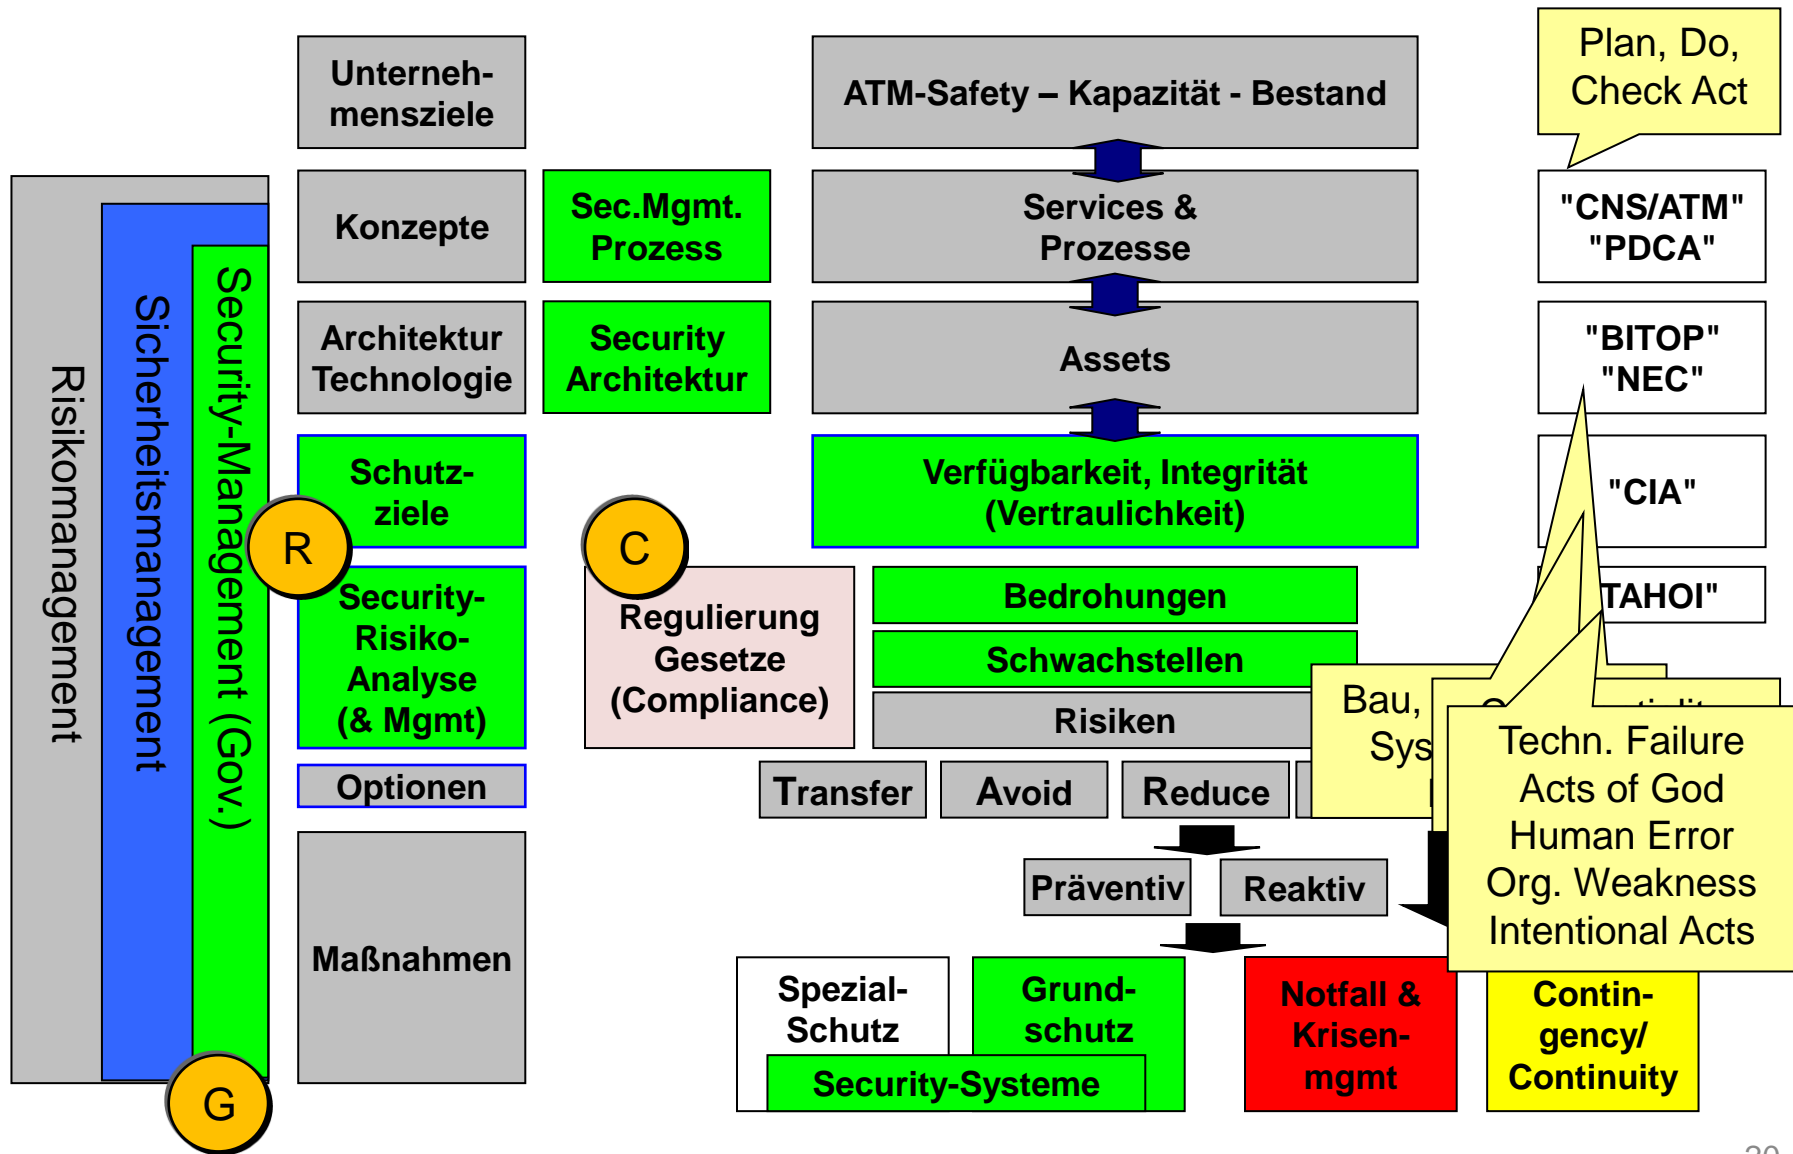 Unterneh-
mensziele
ATM-Safety – Kapazität - Bestand
Plan, Do,
Check Act
Risikomanagement
Sicherheitsmanagement
Security-Management (Gov.)
Konzepte
Sec.Mgmt.
Prozess
Services &
Prozesse
"CNS/ATM"
"PDCA"
Architektur
Technologie
Security
Architektur
Assets
"BITOP"
"NEC"
Schutz-
ziele
Verfügbarkeit, Integrität
(Vertraulichkeit)
"CIA"
R
C
Security-
Risiko-
Analyse
(& Mgmt)
Regulierung
Gesetze
(Compliance)
Bedrohungen
Schwachstellen
Risiken
TAHOI"
Bau,
Sys
Techn. Failure
Acts of God
Human Error
Org. Weakness
Intentional Acts
Optionen
Transfer
Avoid
Reduce
Präventiv
Reaktiv
Maßnahmen
Spezial-
Schutz
Grund-
schutz
Security-Systeme
Notfall &
Krisen-
mgmt
Contin-
gency/
Continuity
G